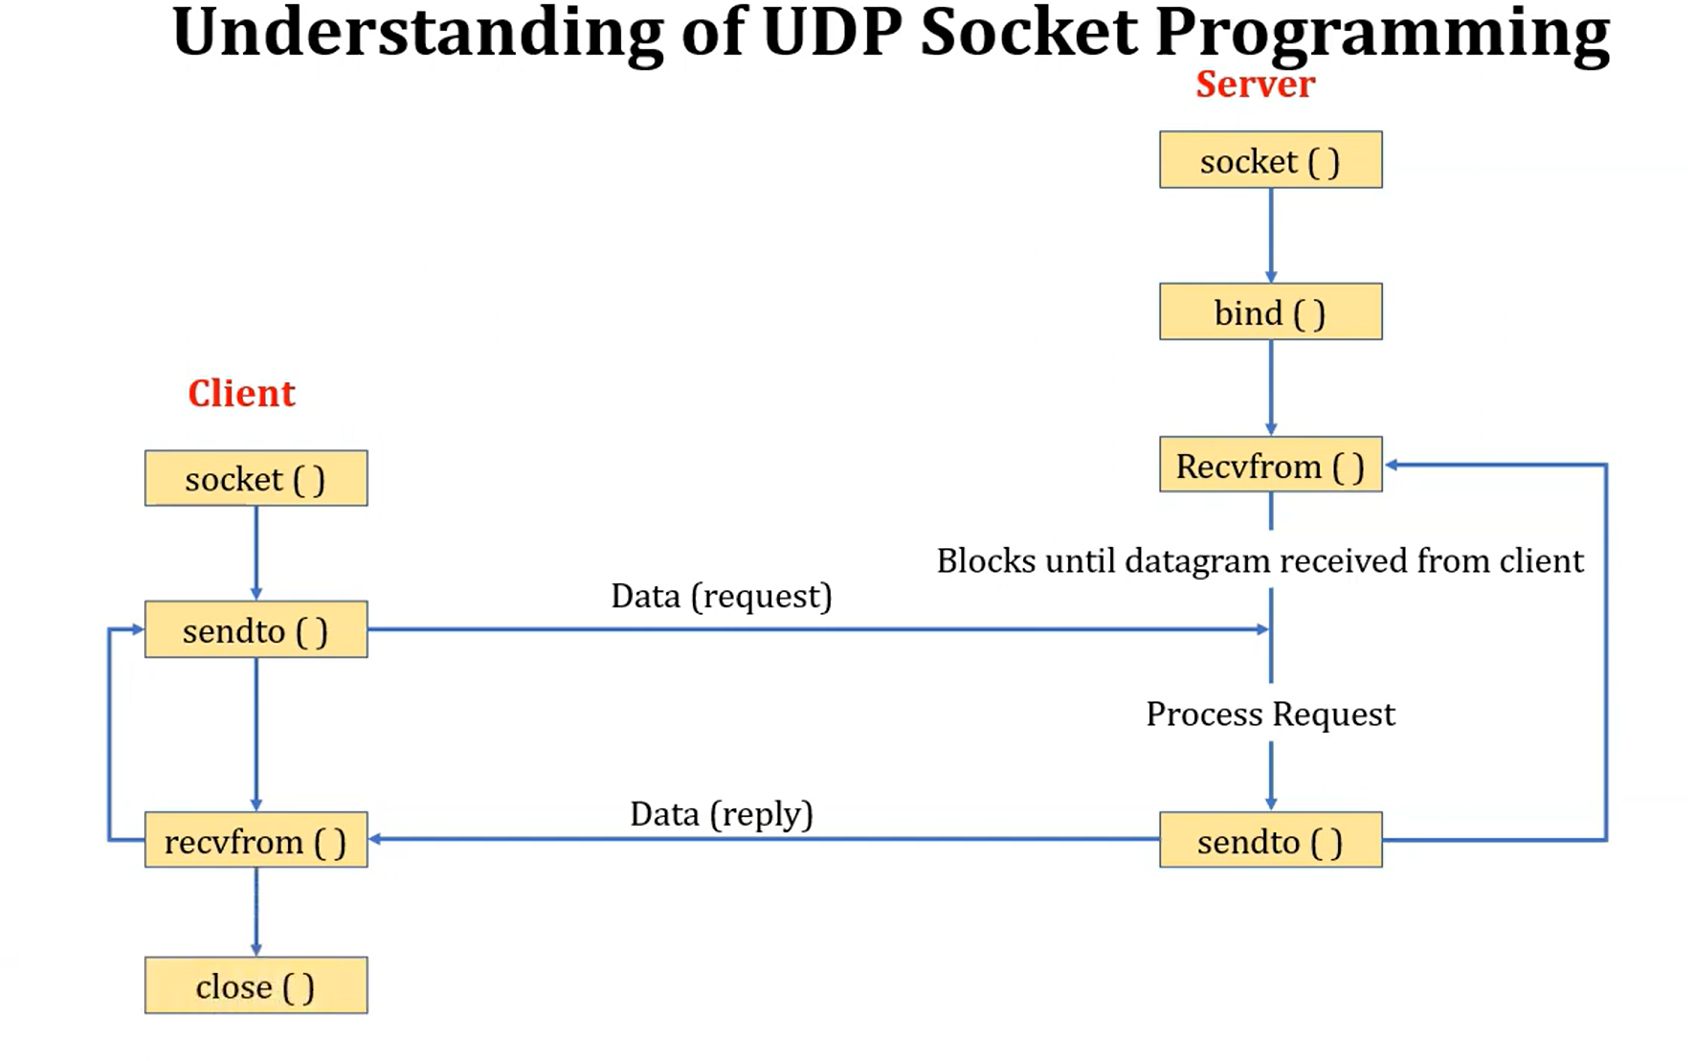 Understanding of UDP Socket Programming
Server
socket ( )
bind ( )
Client
Recvfrom ( )
socket ( )
Blocks until datagram received from client
Data (request)
sendto ( )
Process Request
Data (reply)
recvfrom ( )
sendto ( )
close ( )